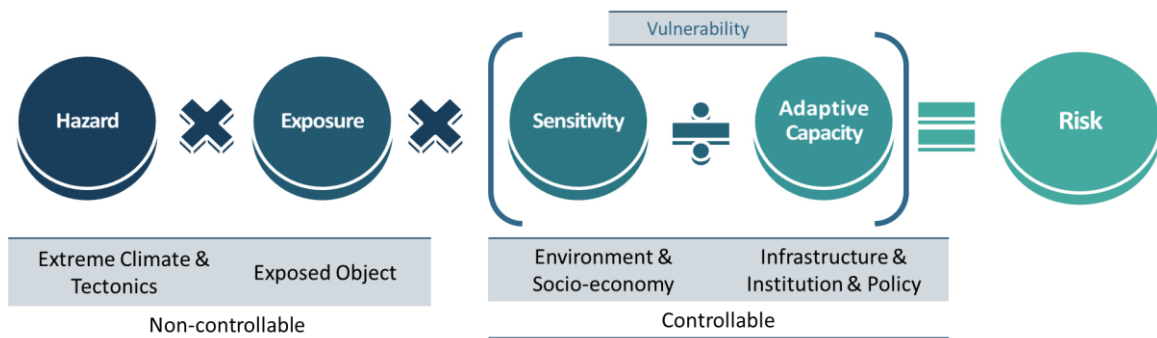 Vulnerability
Hazard
Exposure
Sensitivity
Adaptive
Capacity
Risk
Extreme Climate &
Tectonics
Exposed Object
Environment &
Socio-economy
Infrastructure &
Institution & Policy
Non-controllable
Controllable